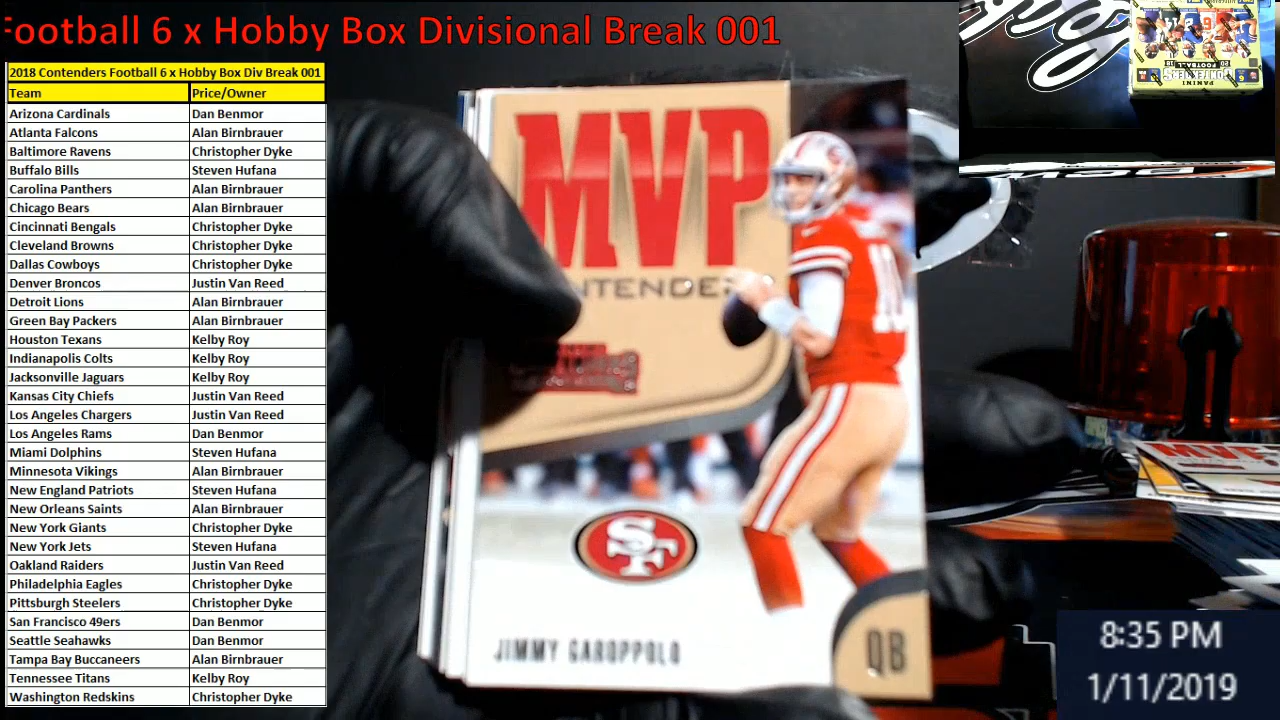 Football 6 x Hobby Box Divisional Break 001
2018 Contenders Football 6 x Hobby Box Div Break 001
Team Price/Owner
Arizona Cardinals Dan Benmor
Atlanta Falcons Alan Birnbrauer
Baltimore Ravens Christopher Dyke
Buffalo Bills Steven Hufana
Carolina Panthers Alan Birnbrauer
Chicago Bears Alan Birnbrauer
Cincinnati Bengals Christopher Dyke
Cleveland Browns Christopher Dyke
Dallas Cowboys Christopher Dyke
Denver Broncos Justin Van Reed
Detroit Lions Alan Birnbrauer
Green Bay Packers Alan Birnbrauer
Houston Texans Kelby Roy
Indianapolis Colts Kelby Roy
Jacksonville Jaguars Kelby Roy
Kansas City Chiefs Justin Van Reed
Los Angeles Chargers Justin Van Reed
Los Angeles Rams Dan Benmor
Miami Dolphins Steven Hufana
Minnesota Vikings Alan Birnbrauer
New England Patriots Steven Hufana
New Orleans Saints Alan Birnbrauer
New York Giants Christopher Dyke
New York Jets Steven Hufana
Oakland Raiders Justin Van Reed
Philadelphia Eagles Christopher Dyke
Pittsburgh Steelers Christopher Dyke
San Francisco 49ers Dan Benmor
Seattle Seahawks Dan Benmor
Tampa Bay Buccaneers Alan Birnbrauer
Tennessee Titans Kelby Roy
Washington Redskins Christopher Dyke
MVP
NTENDE
10
SF
JIMMY GAROPPOLO
QB
MVP
PANINI
CONTENDERS
FOOTBALL
8:35 PM
1/11/2019